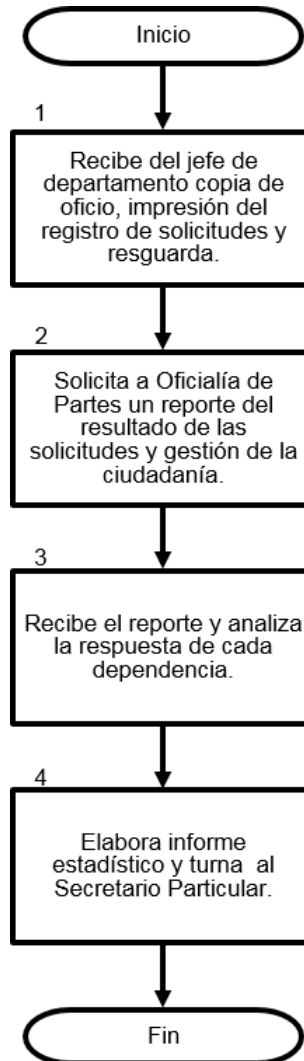 Inicio
1
Recibe del jefe de
departamento copia de
oficio, impresión del
registro de solicitudes y
resguarda.
2
Solicita a Oficialía de
Partes un reporte del
resultado de las
solicitudes y gestión de la
ciudadanía.
3
Recibe el reporte y analiza
la respuesta de cada
dependencia.
4
Elabora informe
estadístico y turna  al
Secretario Particular.
Fin